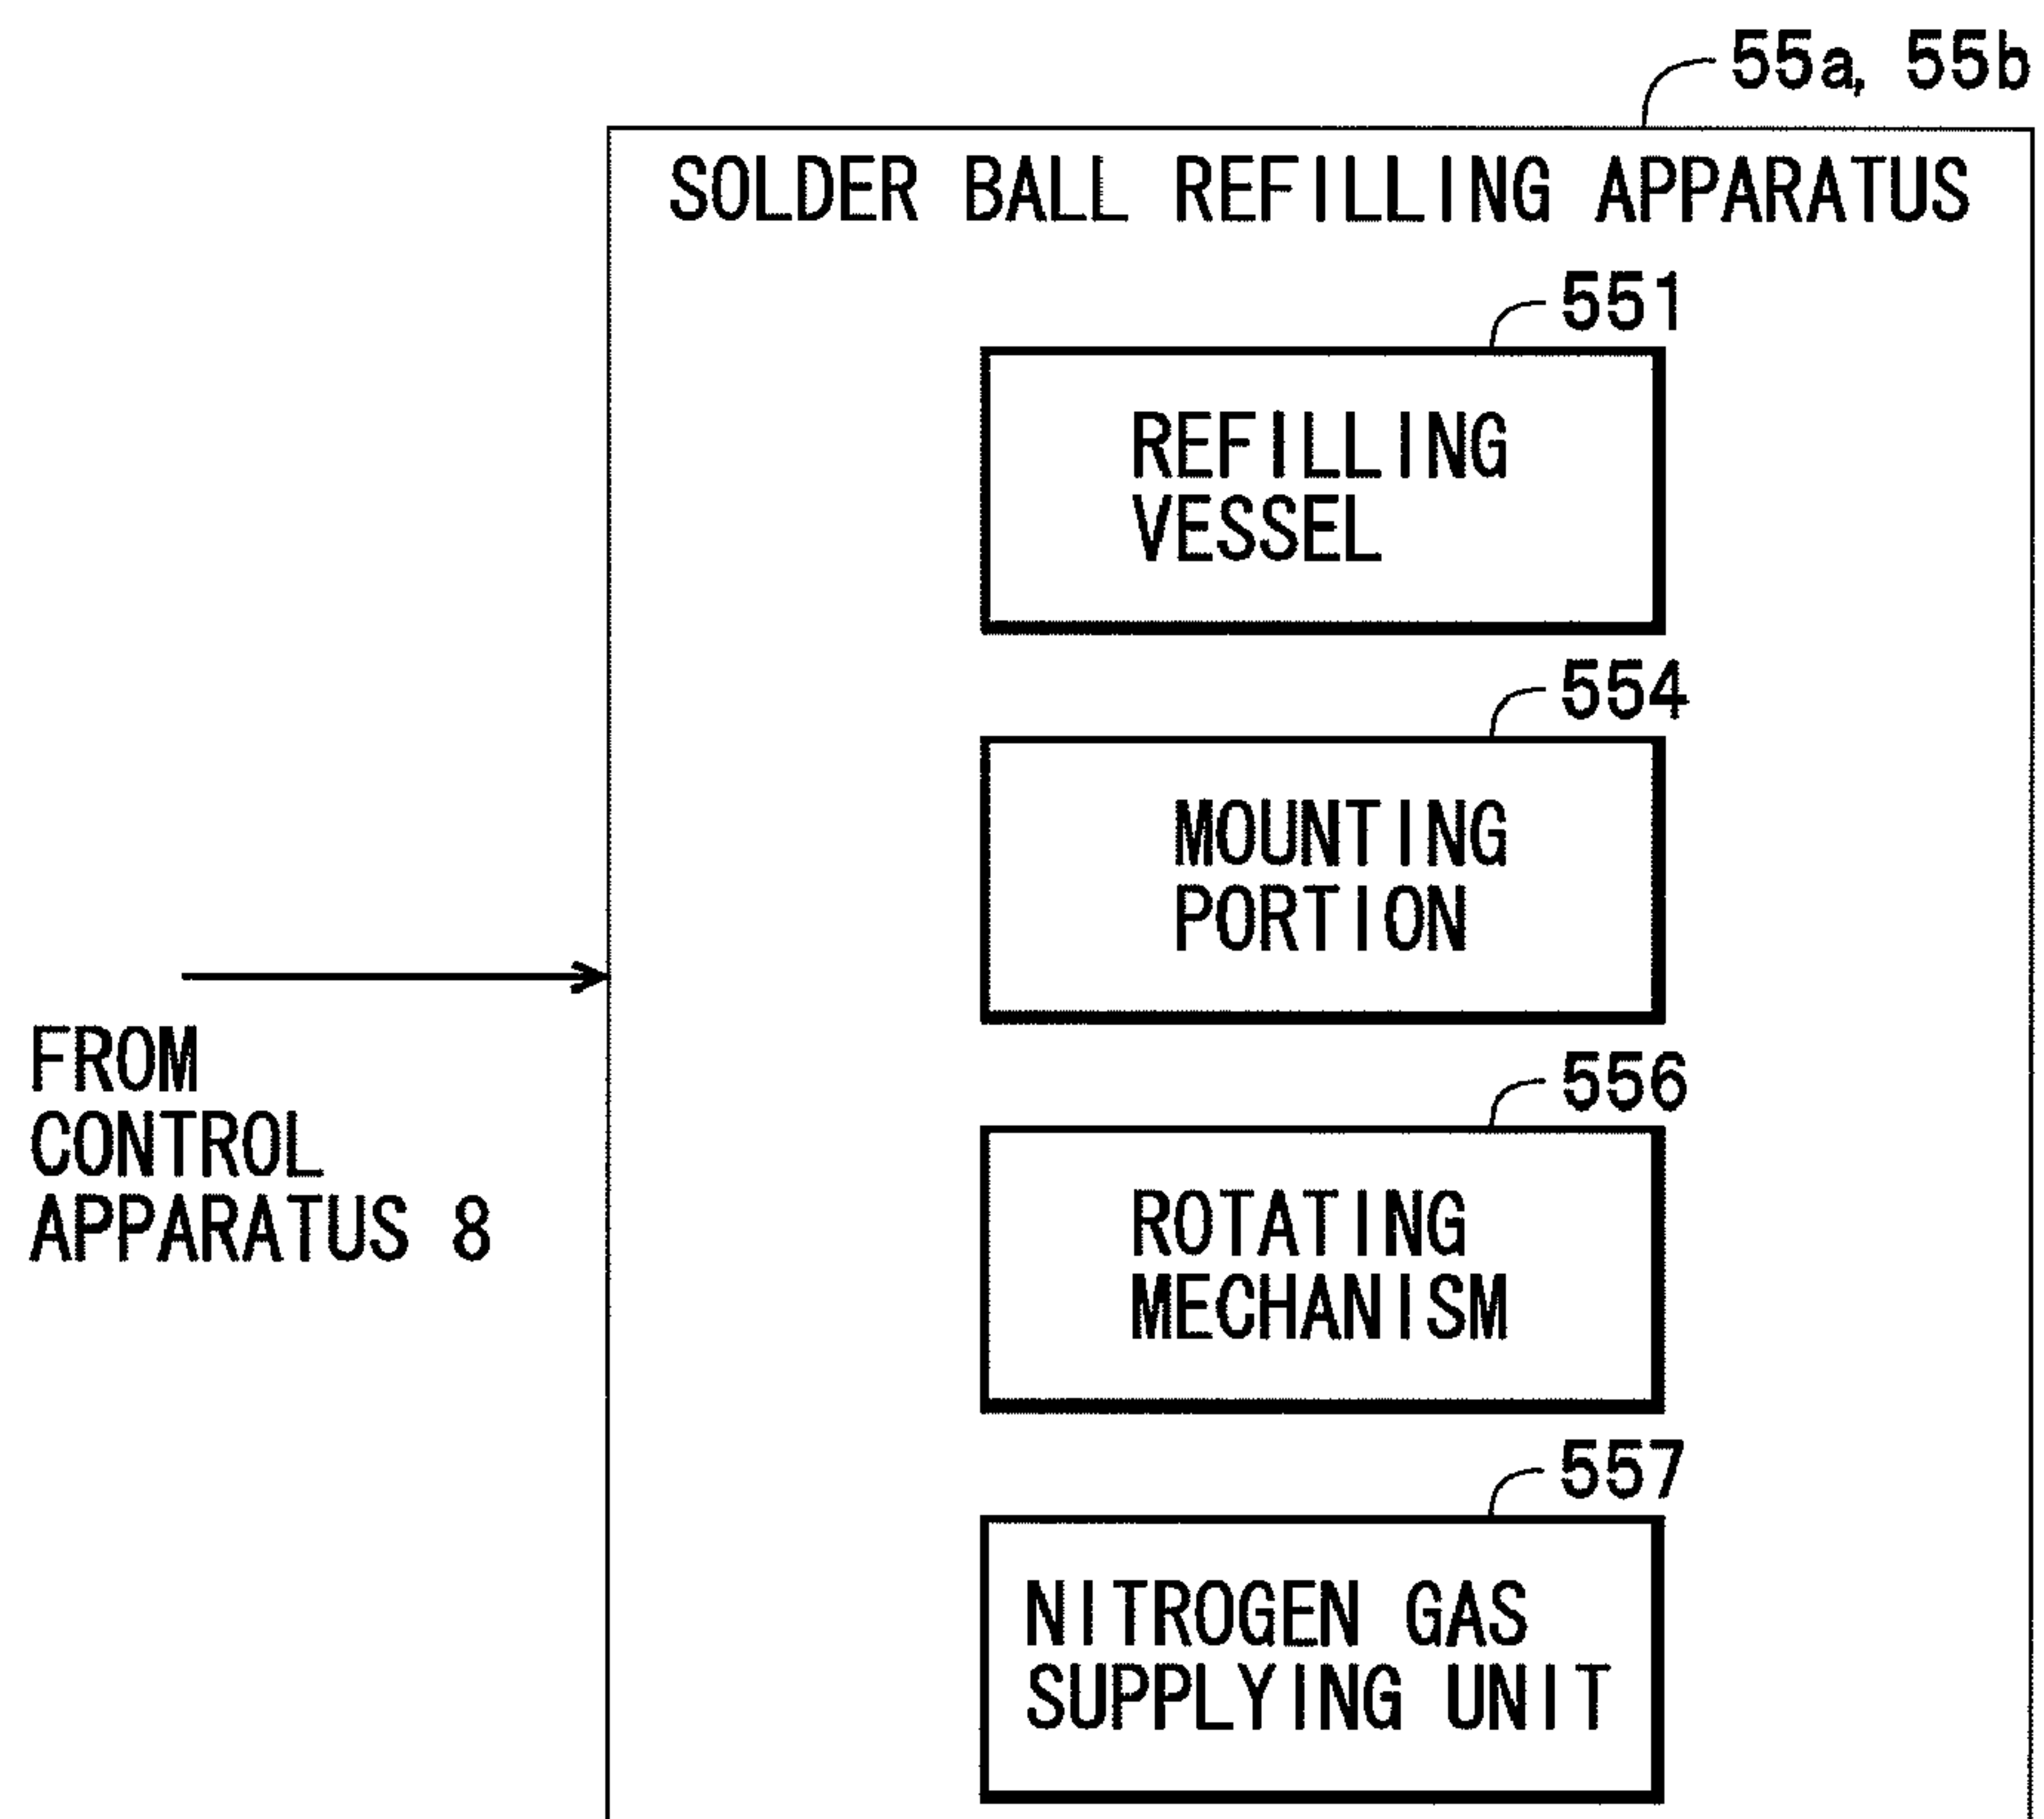 55a, 55b
SOLDER BALL REFILLING APPARATUS
551
REFILLING
VESSEL
554
MOUNTING
PORTION
FROM
CONTROL
APPARATUS 8
556
ROTATING
MECHANISM
557
NITROGEN GAS
SUPPLYING UNIT